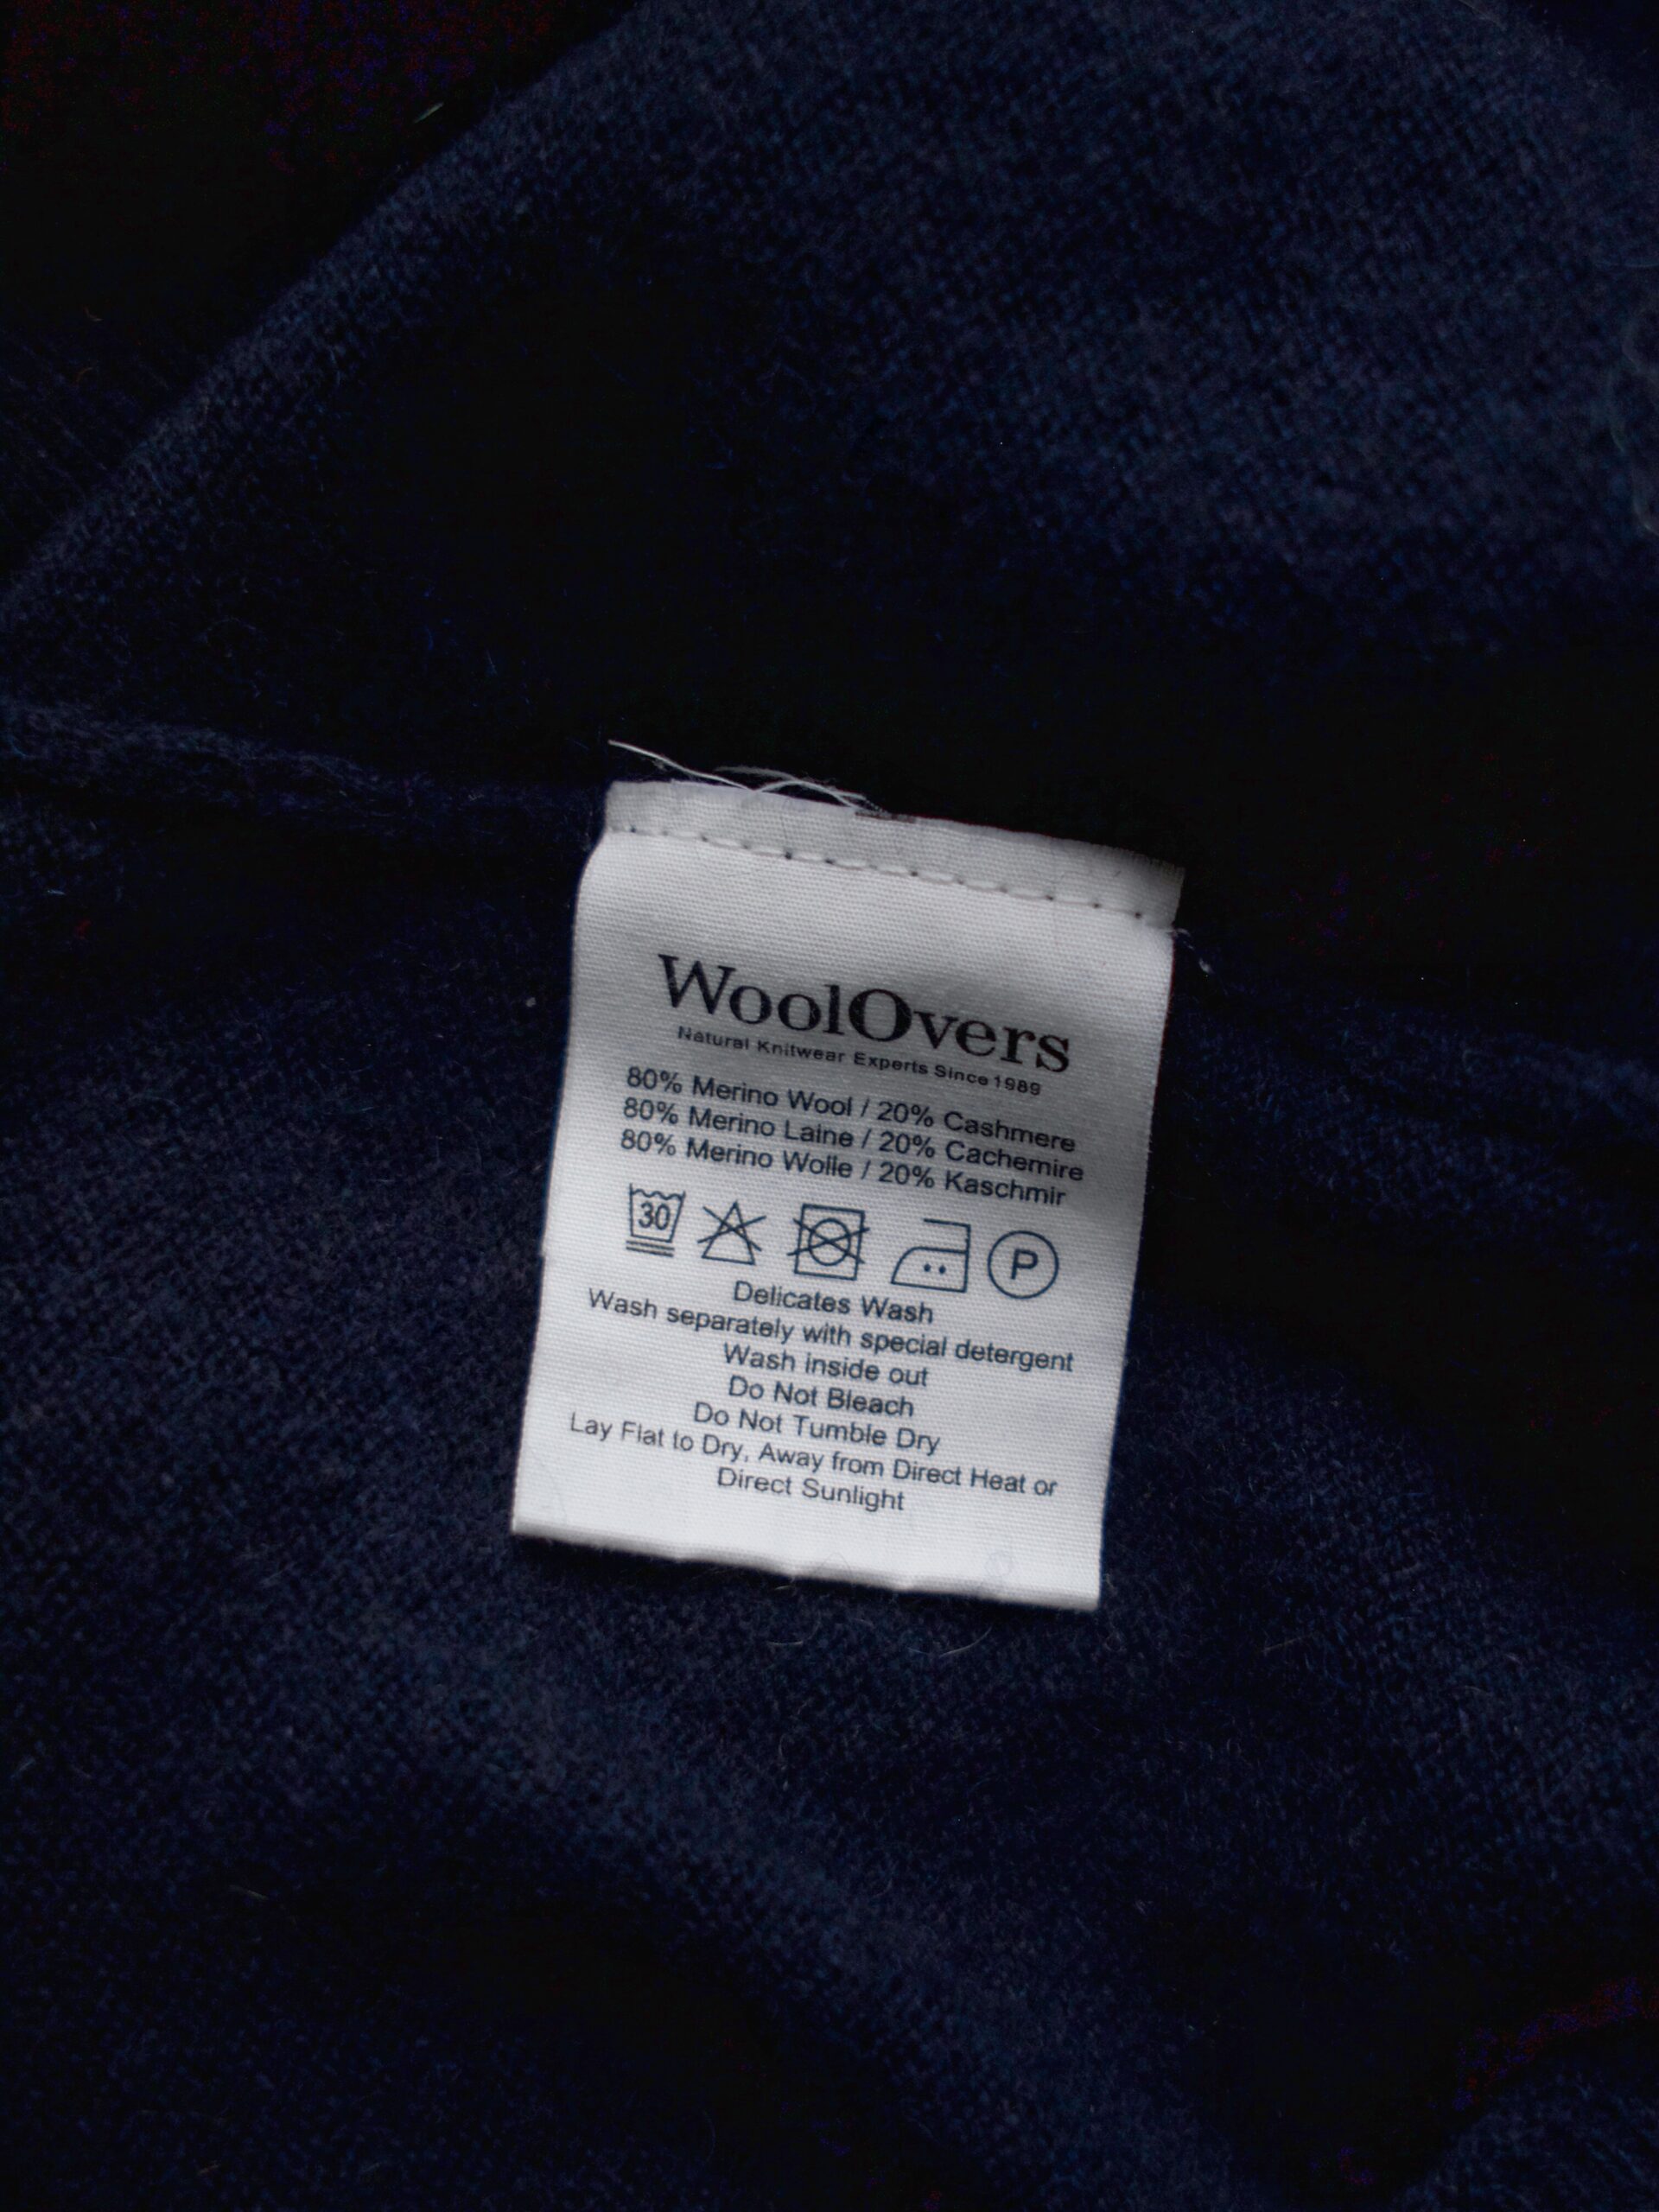 WoolOvers
Natural Knitwear Experts Since 1989
80% Merino Wool / 20% Cashmere
80% Merino Laine / 20% Cachemire
80% Merino Wolle / 20% Kaschmir
30 P
Delicates Wash
Wash separately with special detergent
Wash inside out
Do Not Bleach
Do Not Tumble Dry
Lay Flat to Dry, Away from Direct Heat or
Direct Sunlight